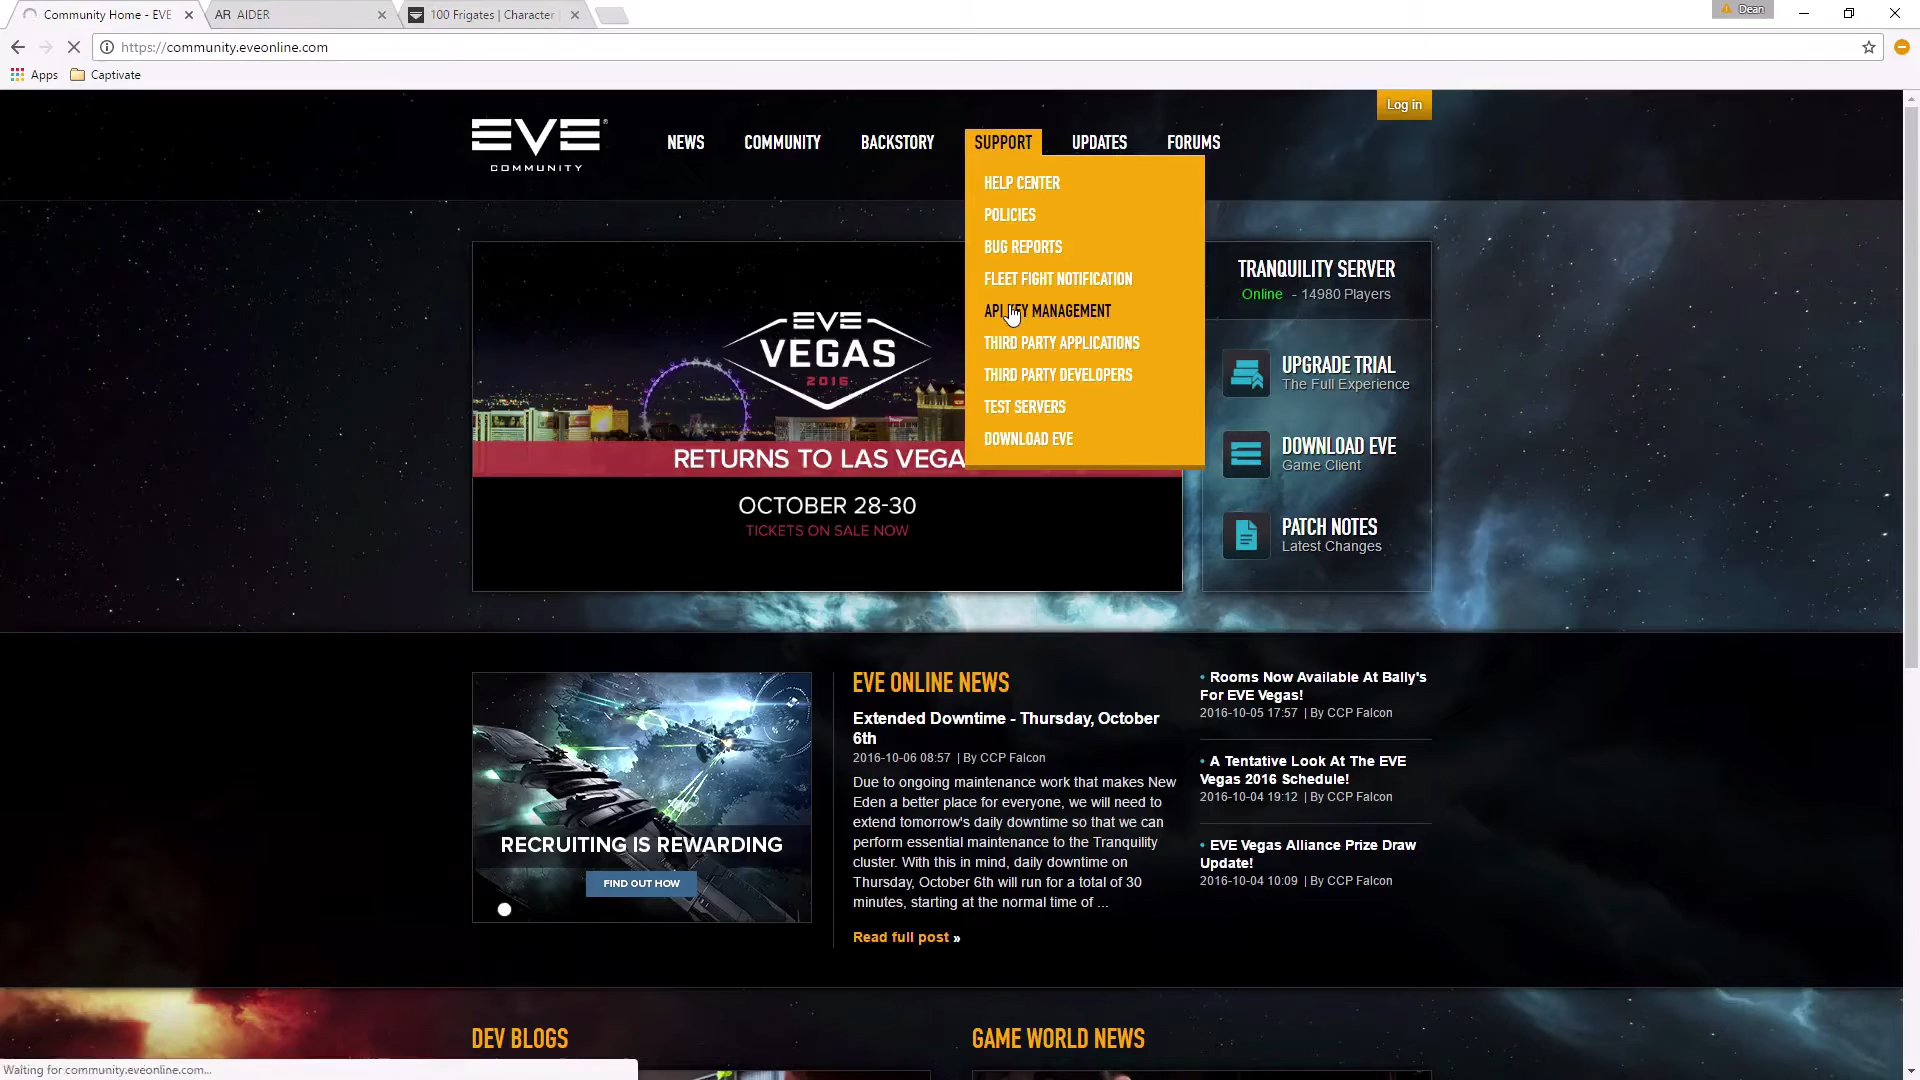 Community Home - EVE
AR AIDER
100 Frigates | Character
Dean
https://community.eveonline.com
Apps
Captivate
Log in
EVE
COMMUNITY
NEWS
COMMUNITY
BACKSTORY
SUPPORT
UPDATES
FORUMS
HELP CENTER
POLICIES
BUG REPORTS
FLEET FIGHT NOTIFICATION
API KEY MANAGEMENT
THIRD PARTY APPLICATIONS
THIRD PARTY DEVELOPERS
TEST SERVERS
DOWNLOAD EVE
EVE
VEGAS
2016
RETURNS TO LAS VEGA
OCTOBER 28-30
TICKETS ON SALE NOW
TRANQUILITY SERVER
Online - 14980 Players
UPGRADE TRIAL
The Full Experience
DOWNLOAD EVE
Game Client
PATCH NOTES
Latest Changes
RECRUITING IS REWARDING
FIND OUT HOW
EVE ONLINE NEWS
Extended Downtime - Thursday, October
6th
2016-10-06 08:57 | By CCP Falcon
Due to ongoing maintenance work that makes New
Eden a better place for everyone, we will need to
extend tomorrow's daily downtime so that we can
perform essential maintenance to the Tranquility
cluster. With this in mind, daily downtime on
Thursday, October 6th will run for a total of 30
minutes, starting at the normal time of ...
Read full post »
• Rooms Now Available At Bally's
For EVE Vegas!
2016-10-05 17:57 | By CCP Falcon
• A Tentative Look At The EVE
Vegas 2016 Schedule!
2016-10-04 19:12 | By CCP Falcon
• EVE Vegas Alliance Prize Draw
Update!
2016-10-04 10:09 | By CCP Falcon
DEV BLOGS
GAME WORLD NEWS
Waiting for community.eveonline.com...